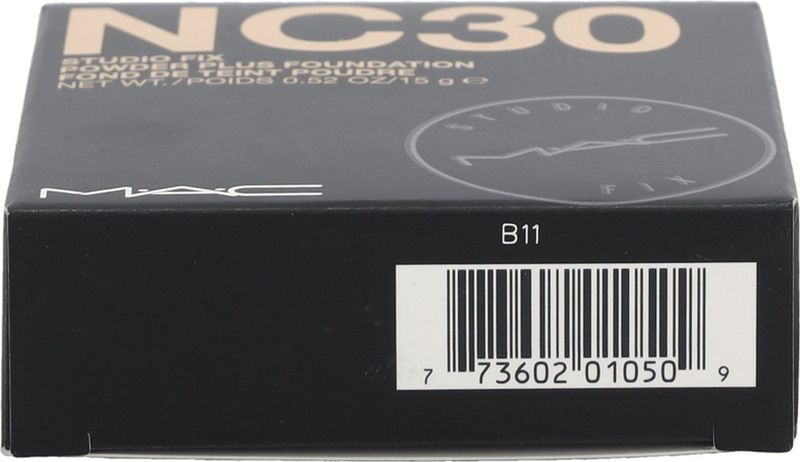 NC30
STUDIO FIX
POWDER PLUS FOUNDATION
FOND DE TEINT POUDRE
NET WT./POIDS 0.52 OZ/15 g ℮
STUDIO
M·A·C
FIX
M·A·C
B11
7 73602 01050 9